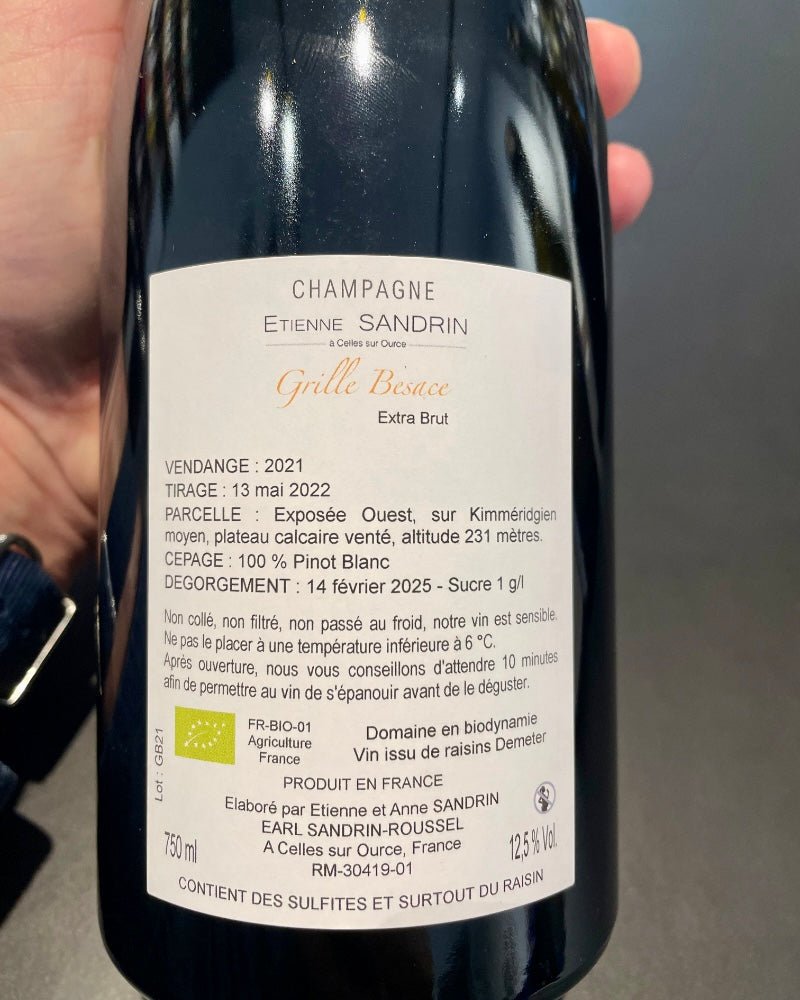 CHAMPAGNE
ETIENNE SANDRIN
à Celles sur Ource
Grille Bésace
Extra Brut
VENDANGE : 2021
TIRAGE : 13 mai 2022
PARCELLE : Exposée Ouest, sur Kimméridgien
moyen, plateau calcaire venté, altitude 231 mètres.
CEPAGE : 100 % Pinot Blanc
DEGORGEMENT : 14 février 2025 - Sucre 1 g/l
Non collé, non filtré, non passé au froid, notre vin est sensible.
Ne pas le placer à une température inférieure à 6 °C.
Après ouverture, nous vous conseillons d'attendre 10 minutes
afin de permettre au vin de s'épanouir avant de le déguster.
Lot : GB21
FR-BIO-01
Agriculture
France
Domaine en biodynamie
Vin issu de raisins Demeter
PRODUIT EN FRANCE
Elaboré par Etienne et Anne SANDRIN
EARL SANDRIN-ROUSSEL
A Celles sur Ource, France
RM-30419-01
750 ml
12,5 % Vol.
CONTIENT DES SULFITES ET SURTOUT DU RAISIN